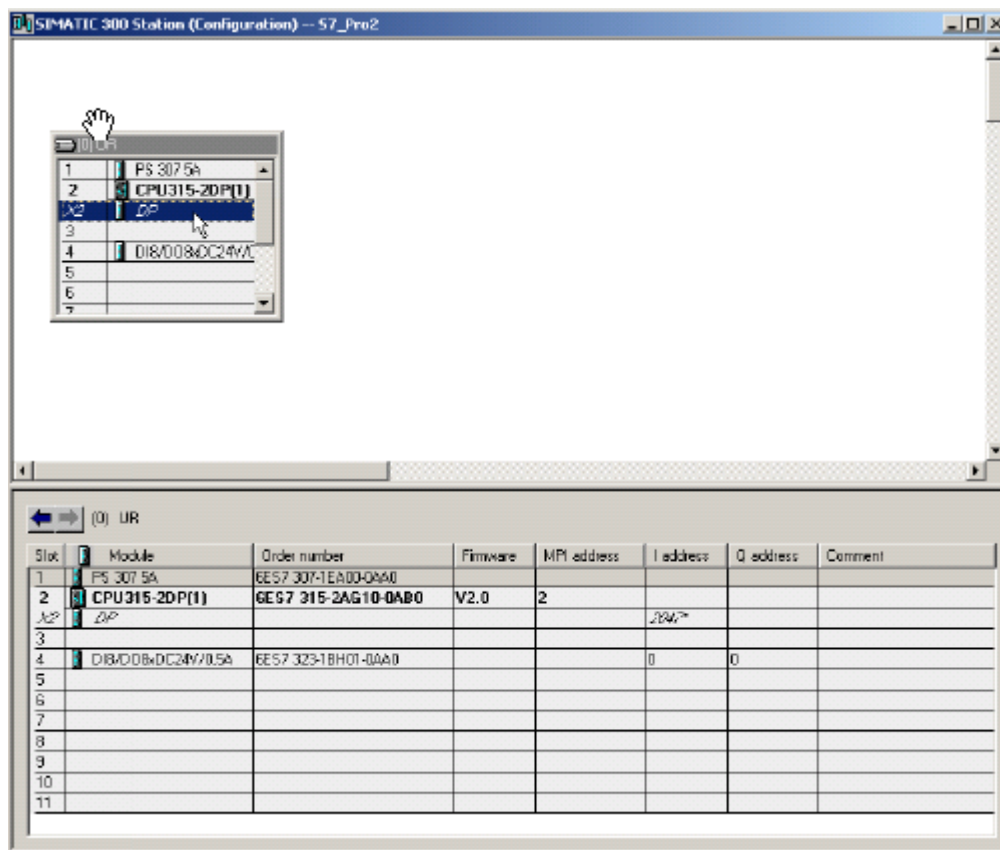 SIMATIC 300 Station (Configuration) -- S7_Pro2
(0) UR
1 PS 307 5A
2 CPU315-2DP(1)
X2 DP
3
4 DI8/DO8xDC24V/0
5
6
7
(0) UR
Slot Module Order number Firmware MPI address I address Q address Comment
1 PS 307 5A 6ES7 307-1EA00-0AA0
2 CPU315-2DP(1) 6ES7 315-2AG10-0AB0 V2.0 2
X2 DP 2047*
3
4 DI8/DO8xDC24V/0.5A 6ES7 323-1BH01-0AA0 0 0
5
6
7
8
9
10
11